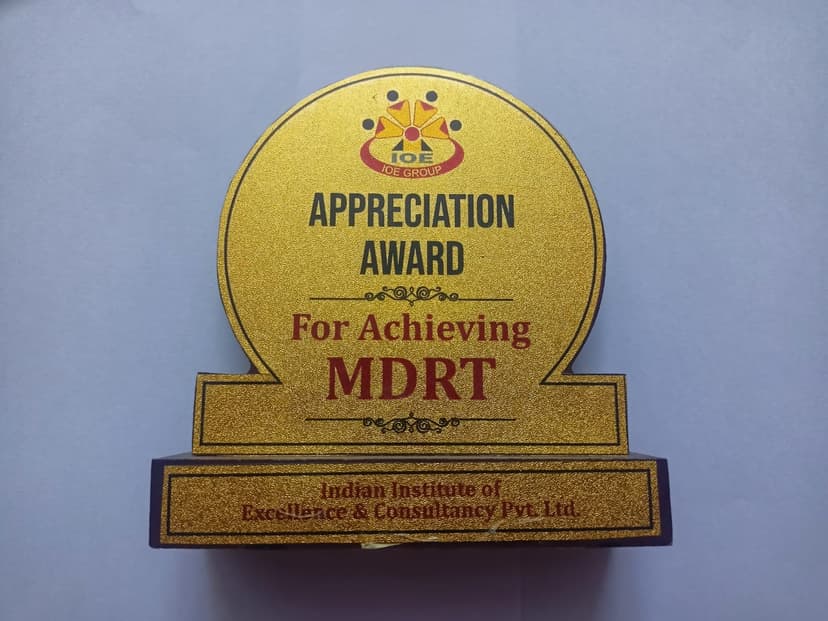 IOE
IOE GROUP
APPRECIATION
AWARD
For Achieving
MDRT
Indian Institute of
Excellence & Consultancy Pvt. Ltd.